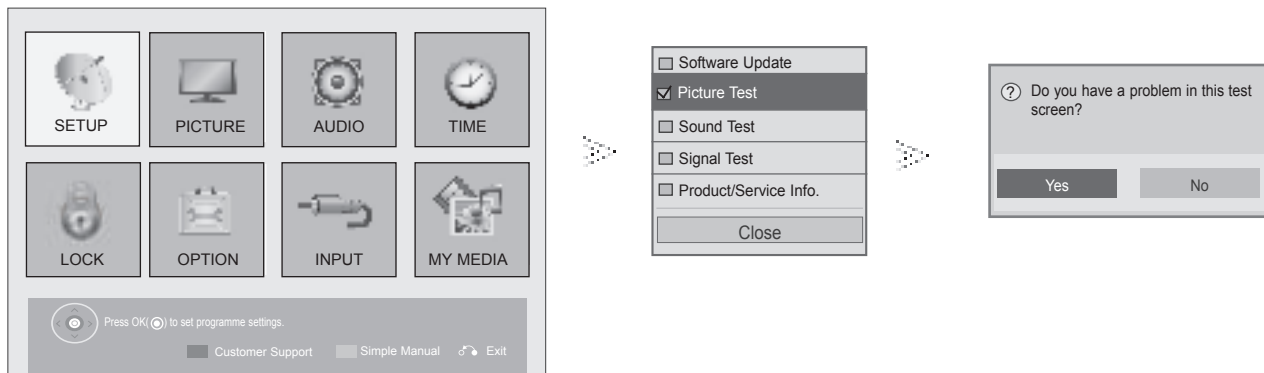 SETUP
PICTURE
AUDIO
TIME
LOCK
OPTION
INPUT
MY MEDIA
Press OK( ) to set programme settings.
Customer Support
Simple Manual
Exit
Software Update
Picture Test
Sound Test
Signal Test
Product/Service Info.
Close
? Do you have a problem in this test
screen?
Yes
No